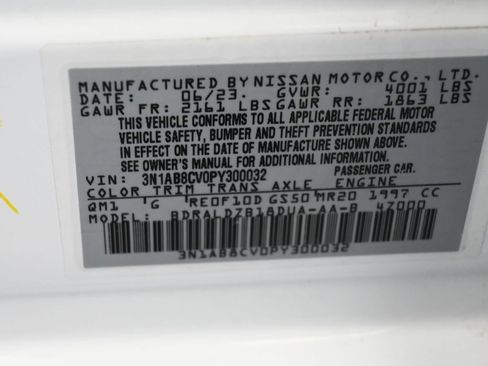 MANUFACTURED BY NISSAN MOTOR CO., LTD.
DATE: 06/23 GVWR: 4001 LBS
GAWR FR: 2161 LBS GAWR RR: 1863 LBS
THIS VEHICLE CONFORMS TO ALL APPLICABLE FEDERAL MOTOR
VEHICLE SAFETY, BUMPER AND THEFT PREVENTION STANDARDS
IN EFFECT ON THE DATE OF MANUFACTURE SHOWN ABOVE.
SEE OWNER'S MANUAL FOR ADDITIONAL INFORMATION.
VIN: 3N1AB8CV0PY300032 PASSENGER CAR.
COLOR TRIM TRANS AXLE ENGINE
QM1 G RE0F10D GS50 MR20 1997 CC
BDRALDZB18DUA-AA-B 47000
3N1AB8CV0PY300032